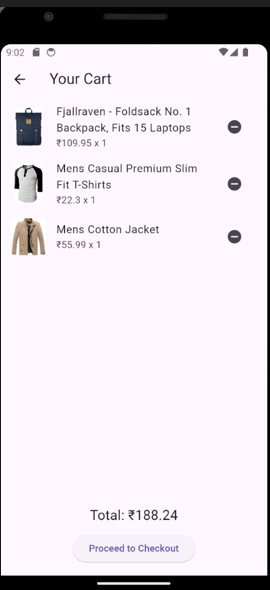 9:02
Your Cart
Fjallraven - Foldsack No. 1
Backpack, Fits 15 Laptops
₹109.95 x 1
Mens Casual Premium Slim
Fit T-Shirts
₹22.3 x 1
Mens Cotton Jacket
₹55.99 x 1
Total: ₹188.24
Proceed to Checkout